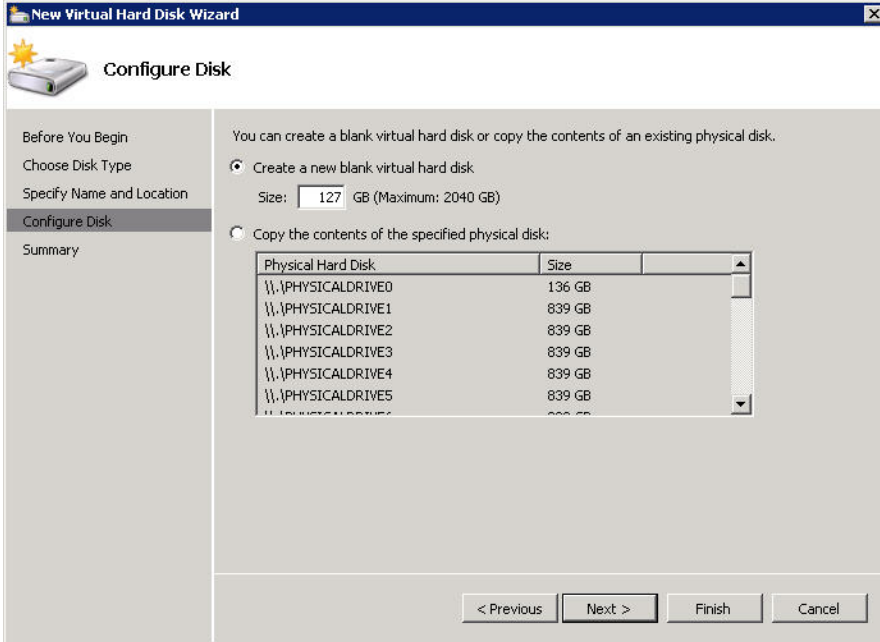 New Virtual Hard Disk Wizard
Configure Disk
Before You Begin
Choose Disk Type
Specify Name and Location
Configure Disk
Summary
You can create a blank virtual hard disk or copy the contents of an existing physical disk.
Create a new blank virtual hard disk
Size: 127 GB (Maximum: 2040 GB)
Copy the contents of the specified physical disk:
Physical Hard Disk Size
\\.\PHYSICALDRIVE0 136 GB
\\.\PHYSICALDRIVE1 839 GB
\\.\PHYSICALDRIVE2 839 GB
\\.\PHYSICALDRIVE3 839 GB
\\.\PHYSICALDRIVE4 839 GB
\\.\PHYSICALDRIVE5 839 GB
< Previous Next > Finish Cancel